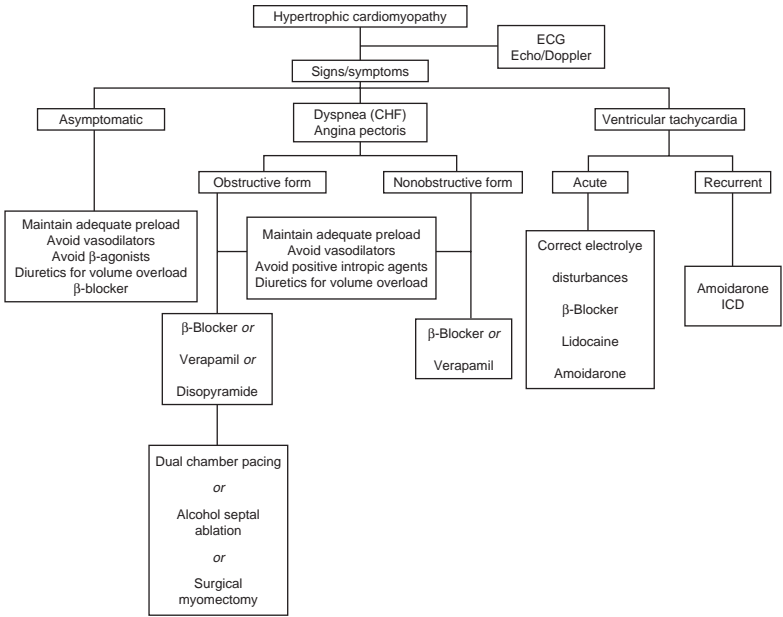 Hypertrophic cardiomyopathy
ECG
Echo/Doppler
Signs/symptoms
Asymptomatic
Dyspnea (CHF)
Angina pectoris
Ventricular tachycardia
Obstructive form
Nonobstructive form
Acute
Recurrent
Maintain adequate preload
Avoid vasodilators
Avoid β-agonists
Diuretics for volume overload
β-blocker
Maintain adequate preload
Avoid vasodilators
Avoid positive intropic agents
Diuretics for volume overload
Correct electrolye
disturbances
β-Blocker
Lidocaine
Amoidarone
Amoidarone
ICD
β-Blocker or
Verapamil or
Disopyramide
β-Blocker or
Verapamil
Dual chamber pacing
or
Alcohol septal
ablation
or
Surgical
myomectomy